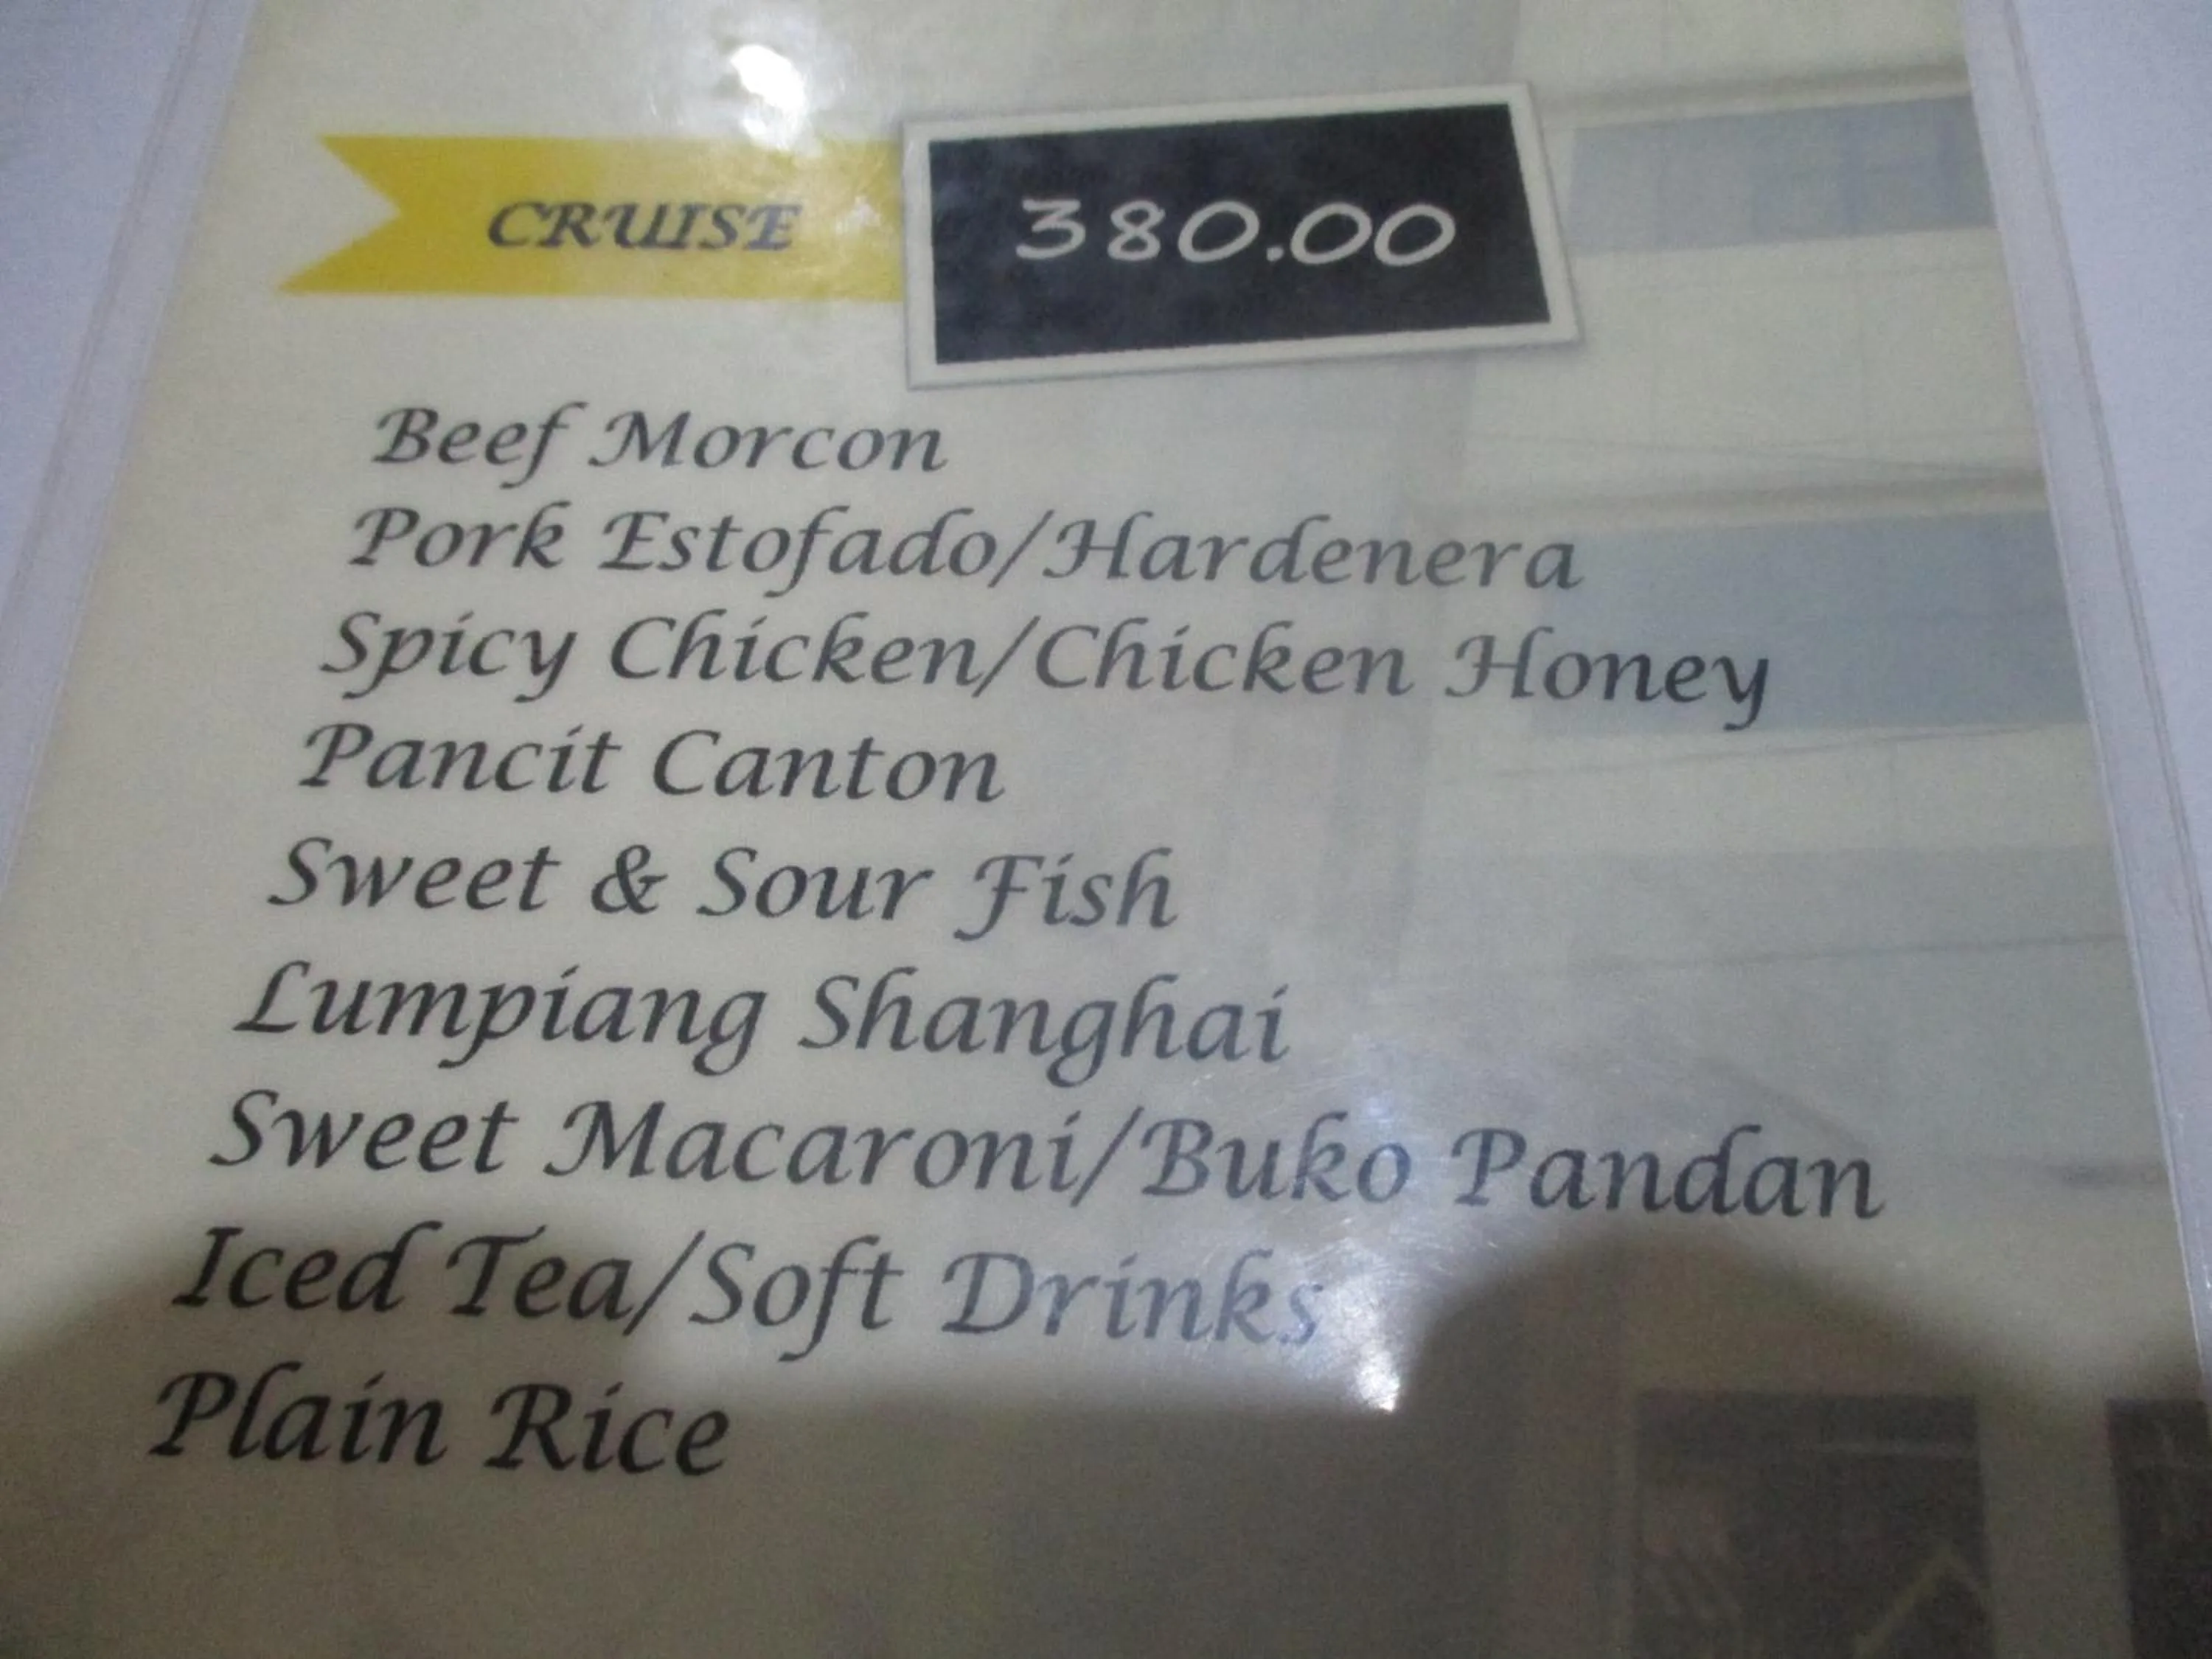 CRUISE 380.00
Beef Morcon
Pork Estofado/Hardenera
Spicy Chicken/Chicken Honey
Pancit Canton
Sweet & Sour Fish
Lumpiang Shanghai
Sweet Macaroni/Buko Pandan
Iced Tea/Soft Drinks
Plain Rice